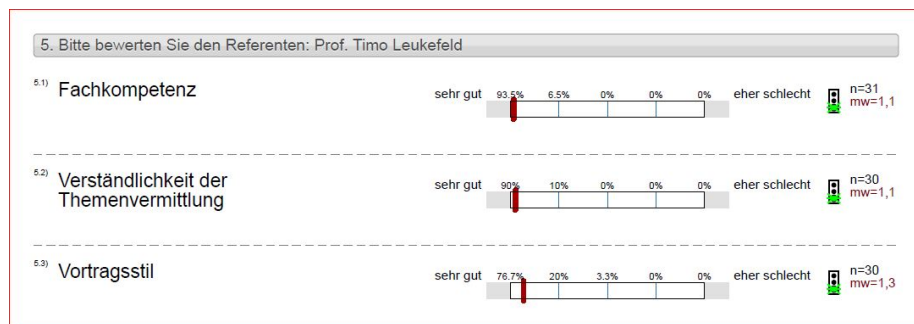 5. Bitte bewerten Sie den Referenten: Prof. Timo Leukefeld
5.1) Fachkompetenz
sehr gut 93.5% 6.5% 0% 0% 0% eher schlecht n=31
mw=1,1
5.2) Verständlichkeit der
Themenvermittlung
sehr gut 90% 10% 0% 0% 0% eher schlecht n=30
mw=1,1
5.3) Vortragsstil
sehr gut 76.7% 20% 3.3% 0% 0% eher schlecht n=30
mw=1,3